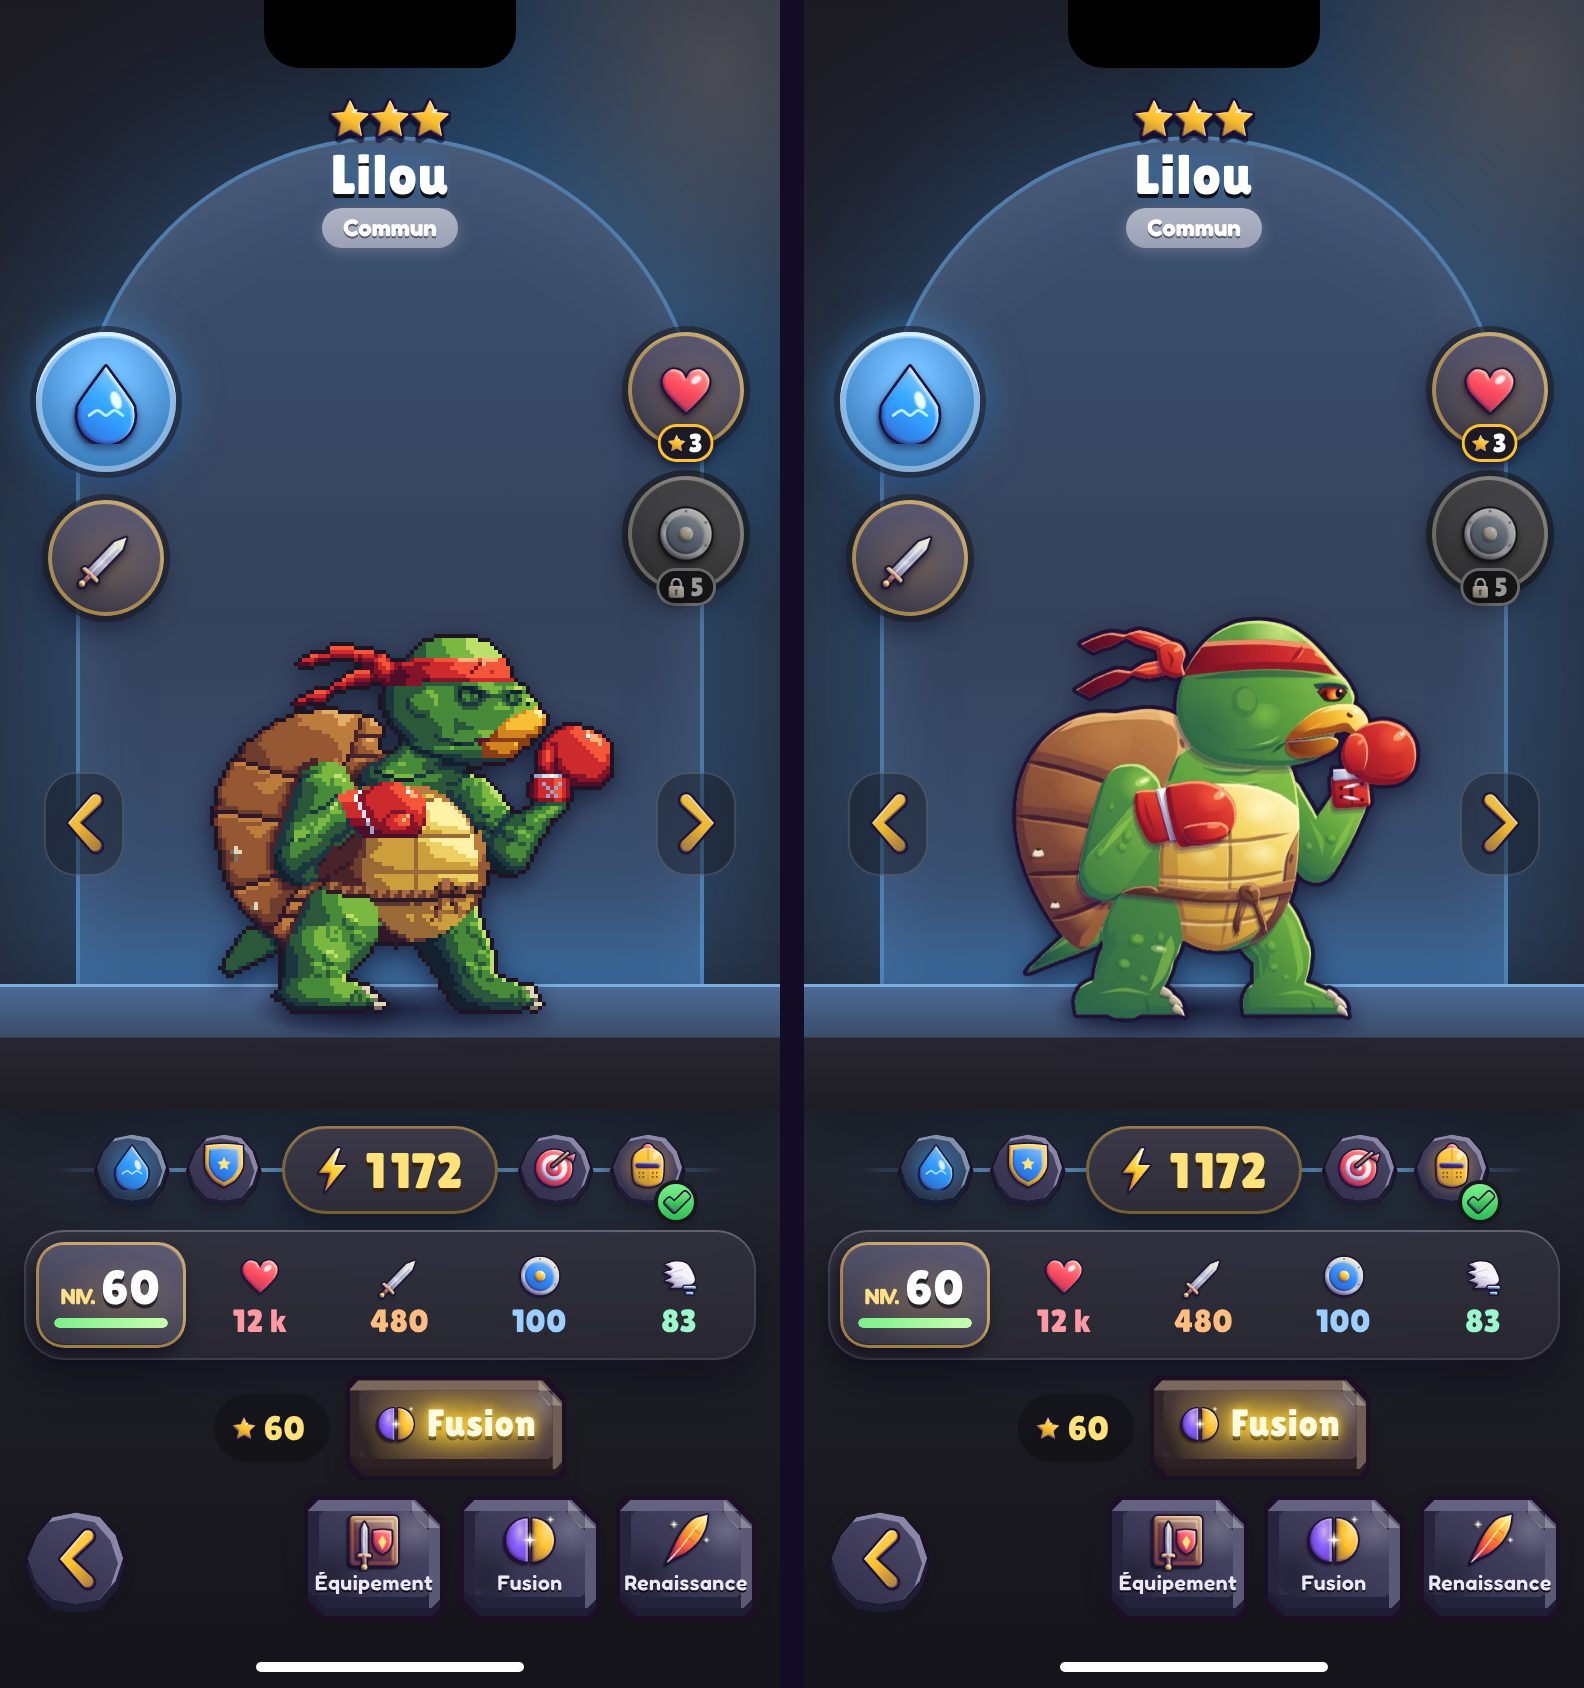 Lilou
Commun
3
5
1172
NIV. 60
12 k
480
100
83
60
Fusion
Équipement
Fusion
Renaissance
Lilou
Commun
3
5
1172
NIV. 60
12 k
480
100
83
60
Fusion
Équipement
Fusion
Renaissance